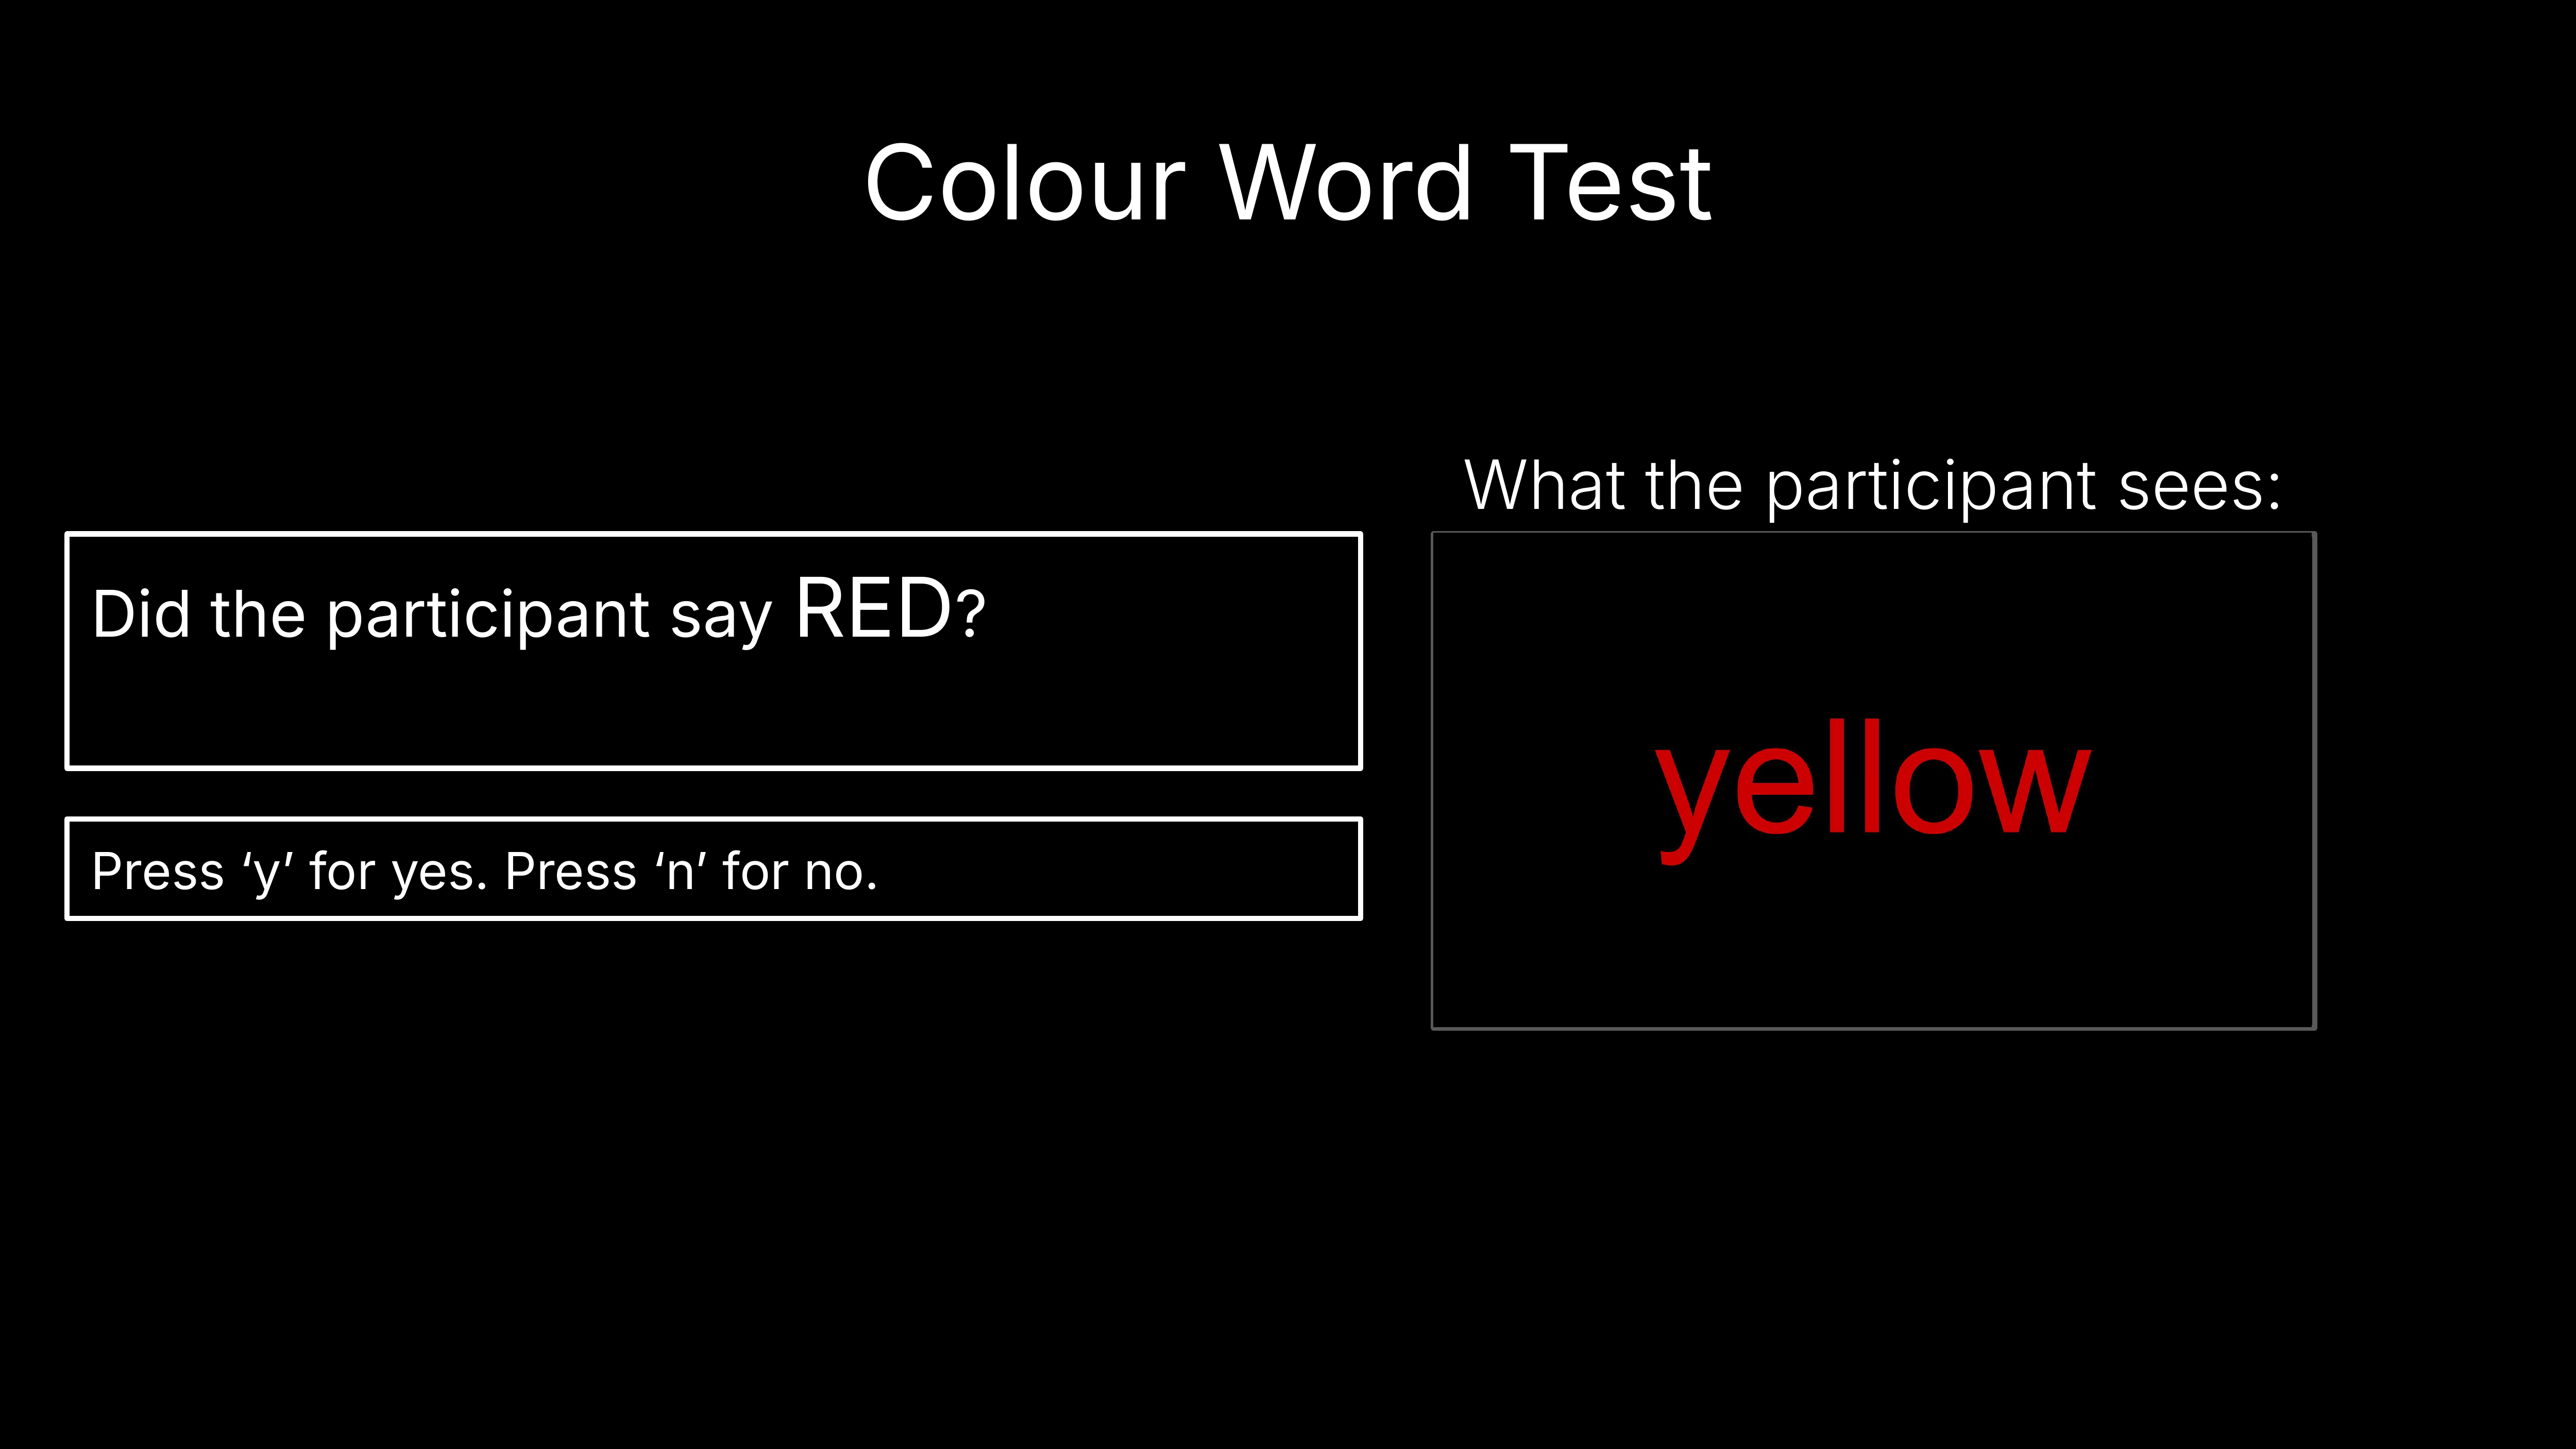 Colour Word Test
Did the participant say RED?
Press ‘y’ for yes. Press ‘n’ for no.
What the participant sees:
yellow